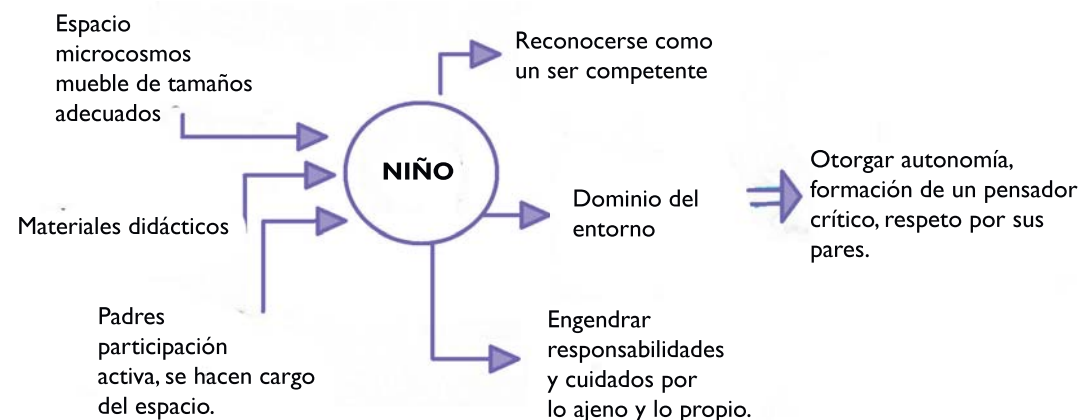 Espacio
microcosmos
mueble de tamaños
adecuados
Materiales didácticos
Padres
participación
activa, se hacen cargo
del espacio.
NIÑO
Reconocerse como
un ser competente
Dominio del
entorno
Engendrar
responsabilidades
y cuidados por
lo ajeno y lo propio.
Otorgar autonomía,
formación de un pensador
crítico, respeto por sus
pares.